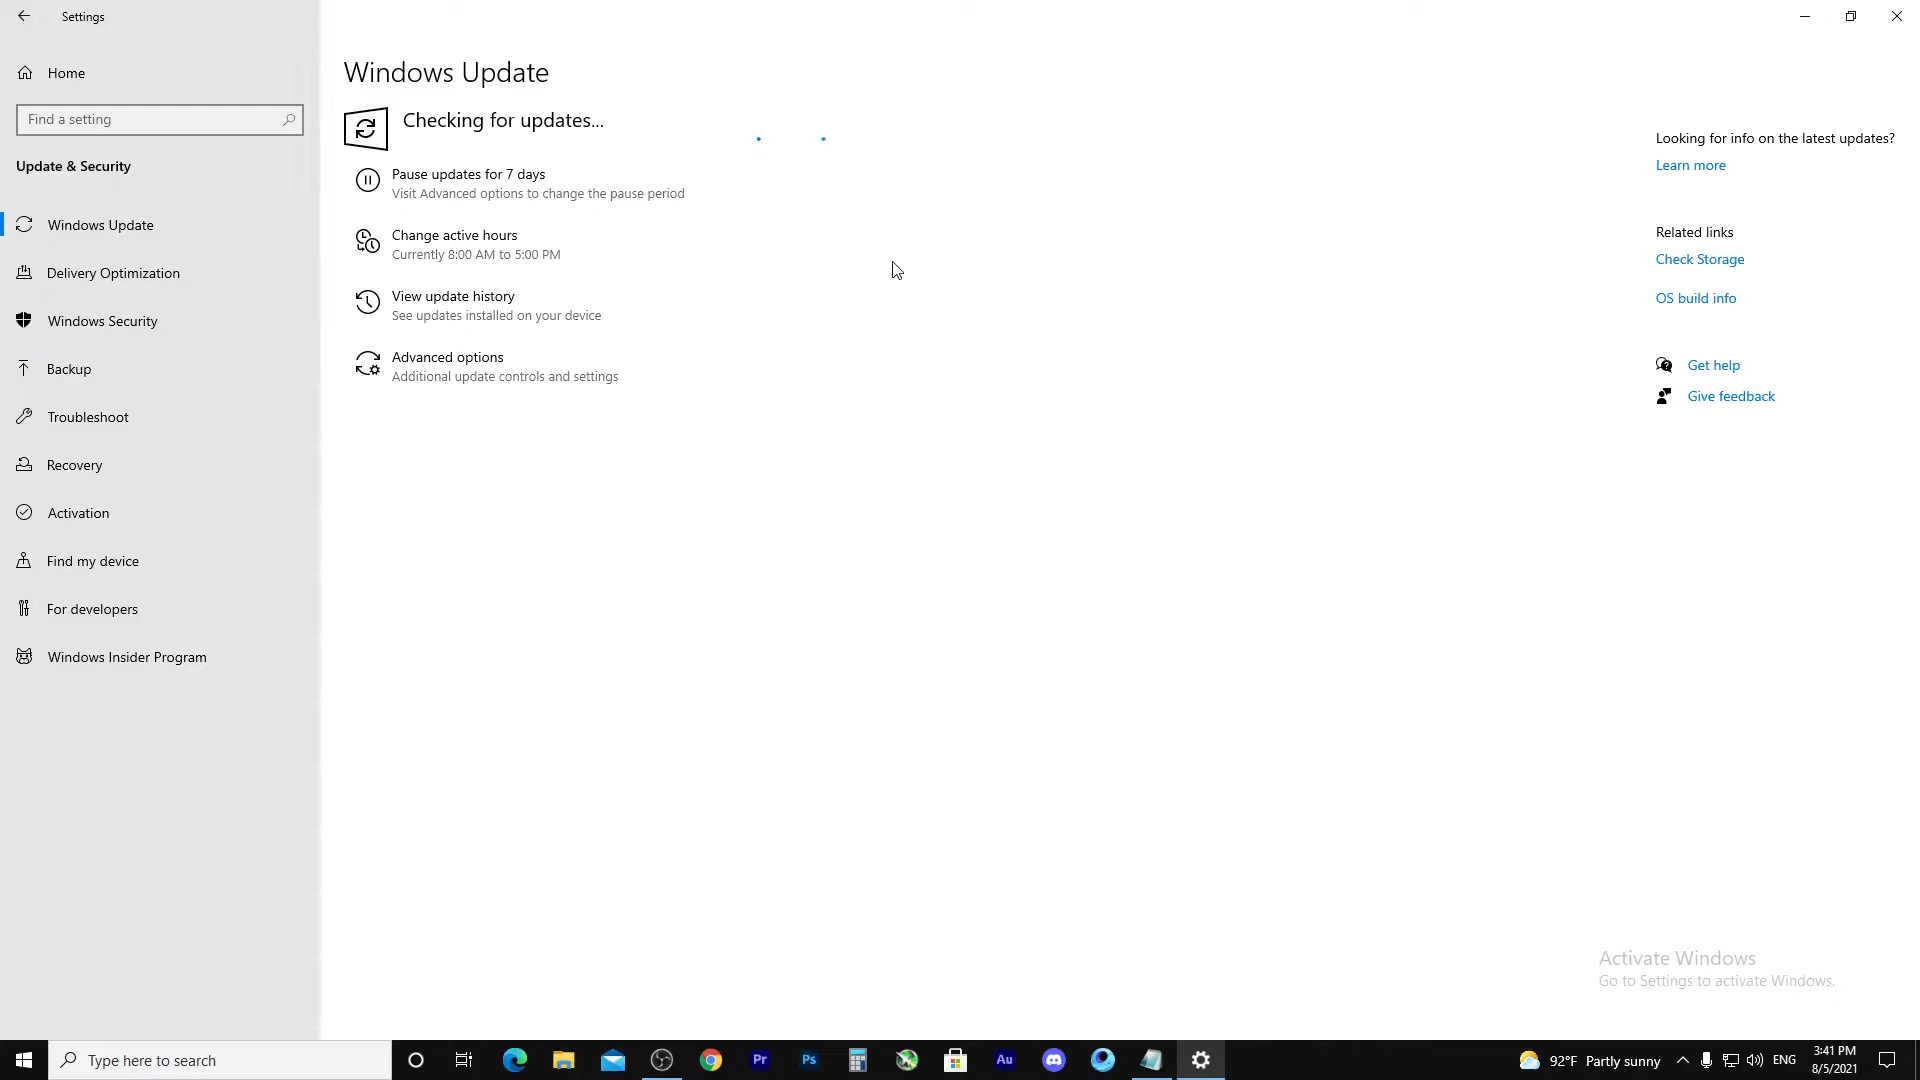 Settings
Home
Find a setting
Update & Security
Windows Update
Delivery Optimization
Windows Security
Backup
Troubleshoot
Recovery
Activation
Find my device
For developers
Windows Insider Program
Windows Update
Checking for updates...
Pause updates for 7 days
Visit Advanced options to change the pause period
Change active hours
Currently 8:00 AM to 5:00 PM
View update history
See updates installed on your device
Advanced options
Additional update controls and settings
Looking for info on the latest updates?
Learn more
Related links
Check Storage
OS build info
Get help
Give feedback
Activate Windows
Go to Settings to activate Windows.
Type here to search
Pr
Ps
Au
92°F Partly sunny
ENG
3:41 PM
8/5/2021